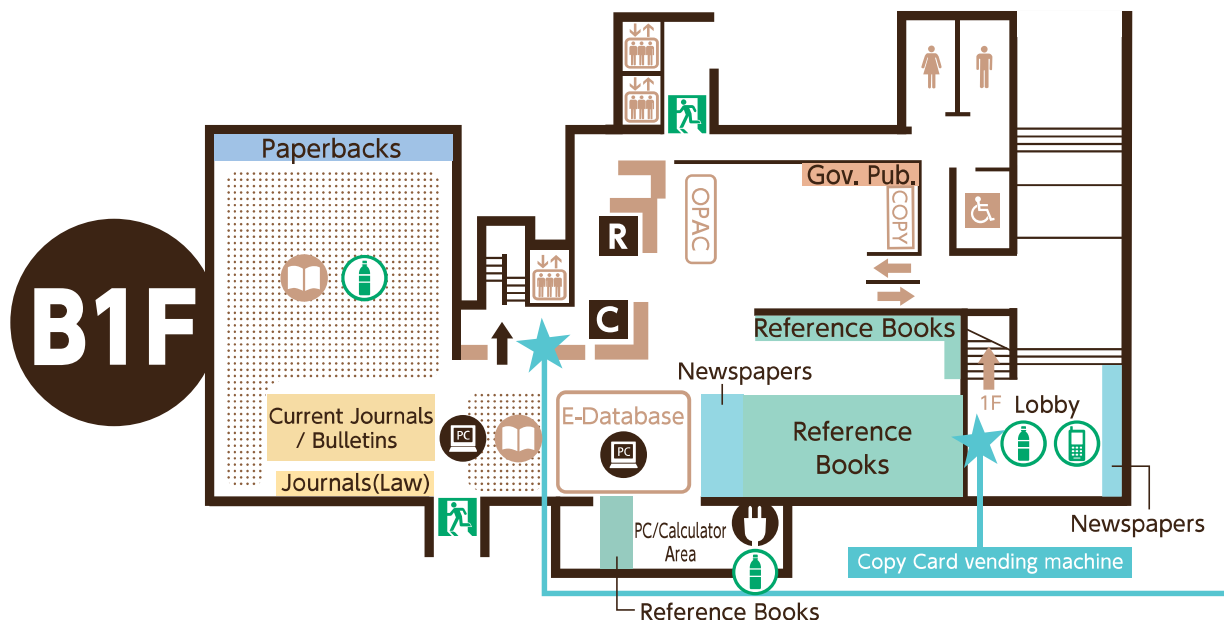 Paperbacks
Gov. Pub.
OPAC
COPY
R
B1F
C
Reference Books
Newspapers
1F
Lobby
Current Journals
/ Bulletins
PC
E-Database
PC
Reference
Books
Journals(Law)
PC/Calculator
Area
Newspapers
Copy Card vending machine
Reference Books